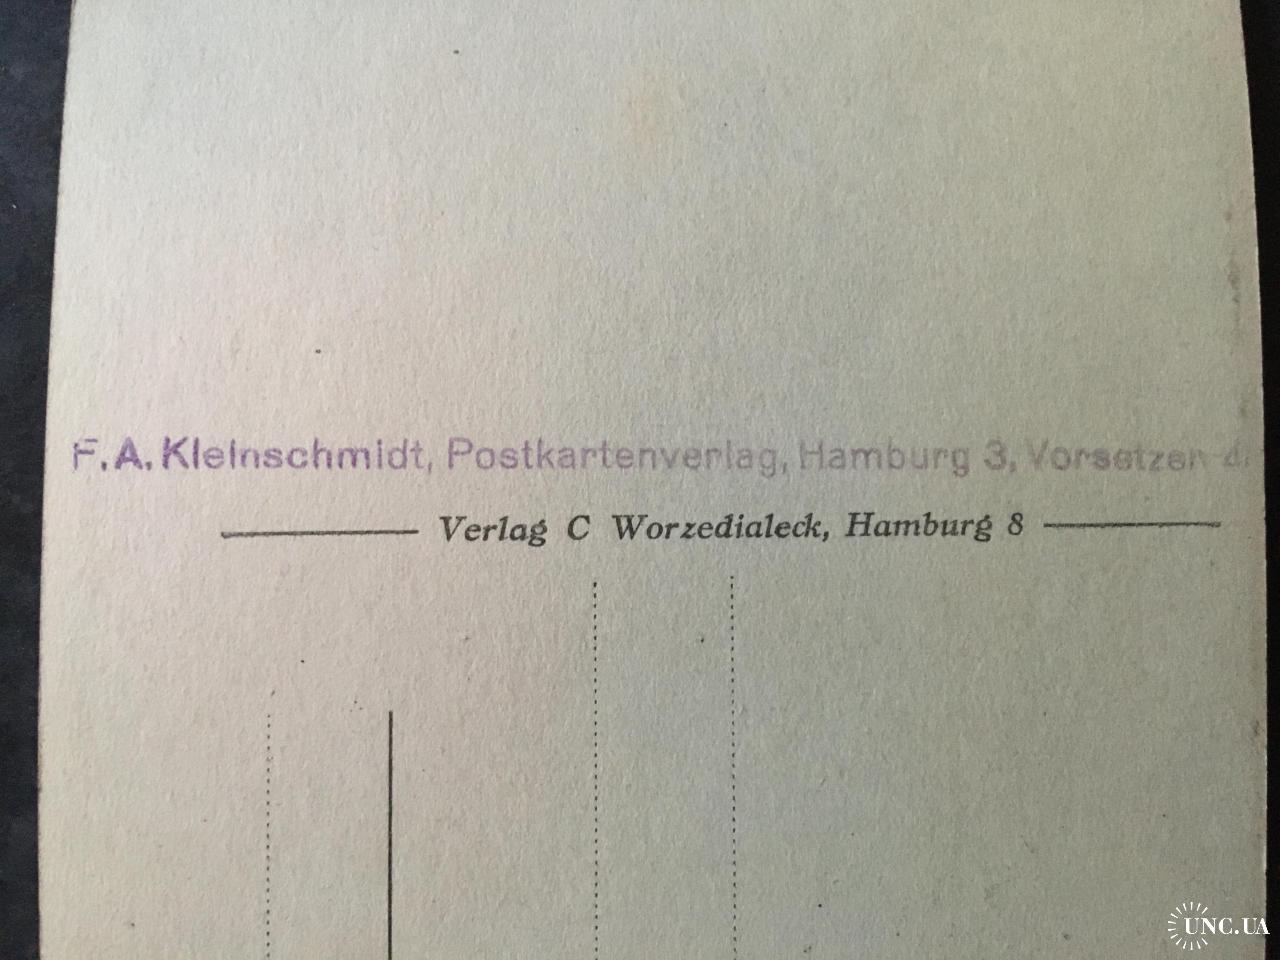 F.A. Kleinschmidt, Postkartenverlag, Hamburg 3, Vorsetzen
Verlag C Worzedialeck, Hamburg 8
UNC.UA